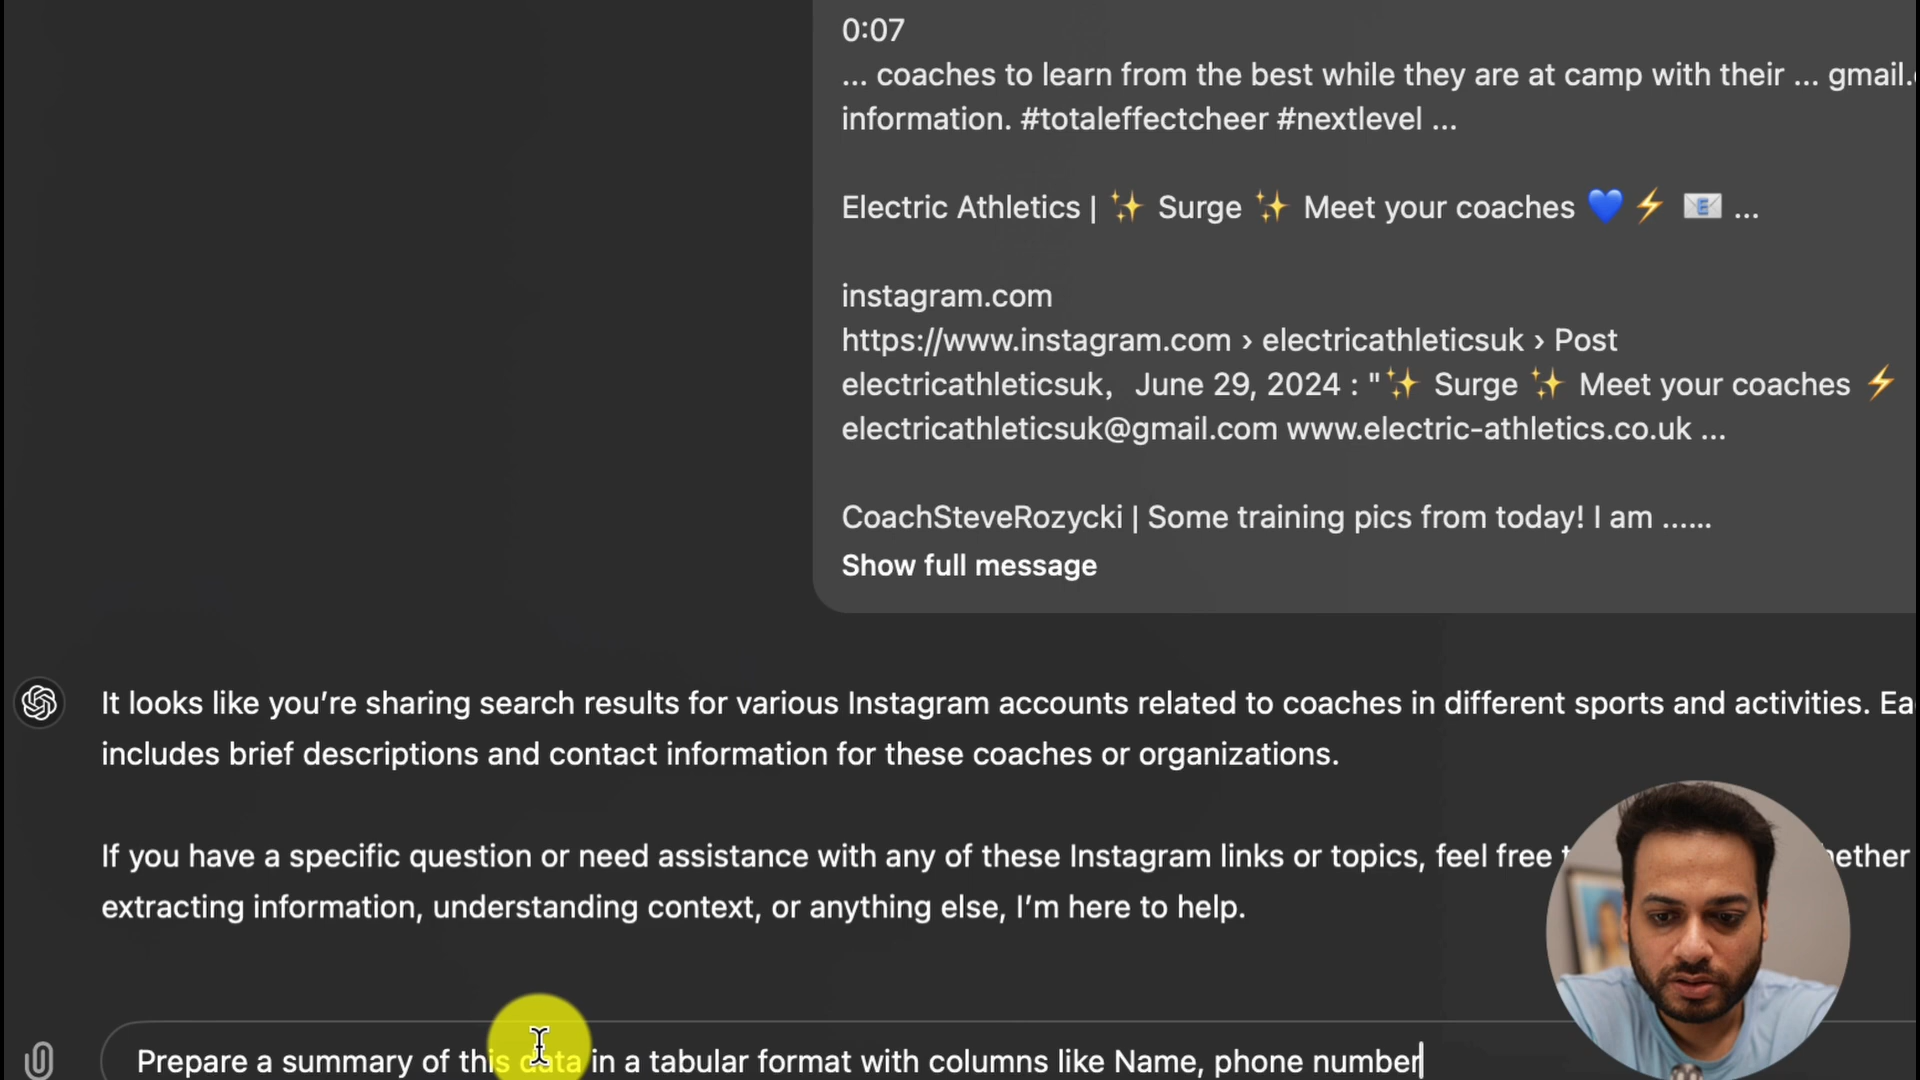 0:07
... coaches to learn from the best while they are at camp with their ... gmail.
information. #totaleffectcheer #nextlevel ...
Electric Athletics | ✨ Surge ✨ Meet your coaches 💙⚡ 📧 ...
instagram.com
https://www.instagram.com › electricathleticsuk › Post
electricathleticsuk, June 29, 2024 : "✨ Surge ✨ Meet your coaches ⚡
electricathleticsuk@gmail.com www.electric-athletics.co.uk ...
CoachSteveRozycki | Some training pics from today! I am ......
Show full message
It looks like you’re sharing search results for various Instagram accounts related to coaches in different sports and activities. Ea
includes brief descriptions and contact information for these coaches or organizations.
If you have a specific question or need assistance with any of these Instagram links or topics, feel free
extracting information, understanding context, or anything else, I’m here to help.
Prepare a summary of this data in a tabular format with columns like Name, phone number